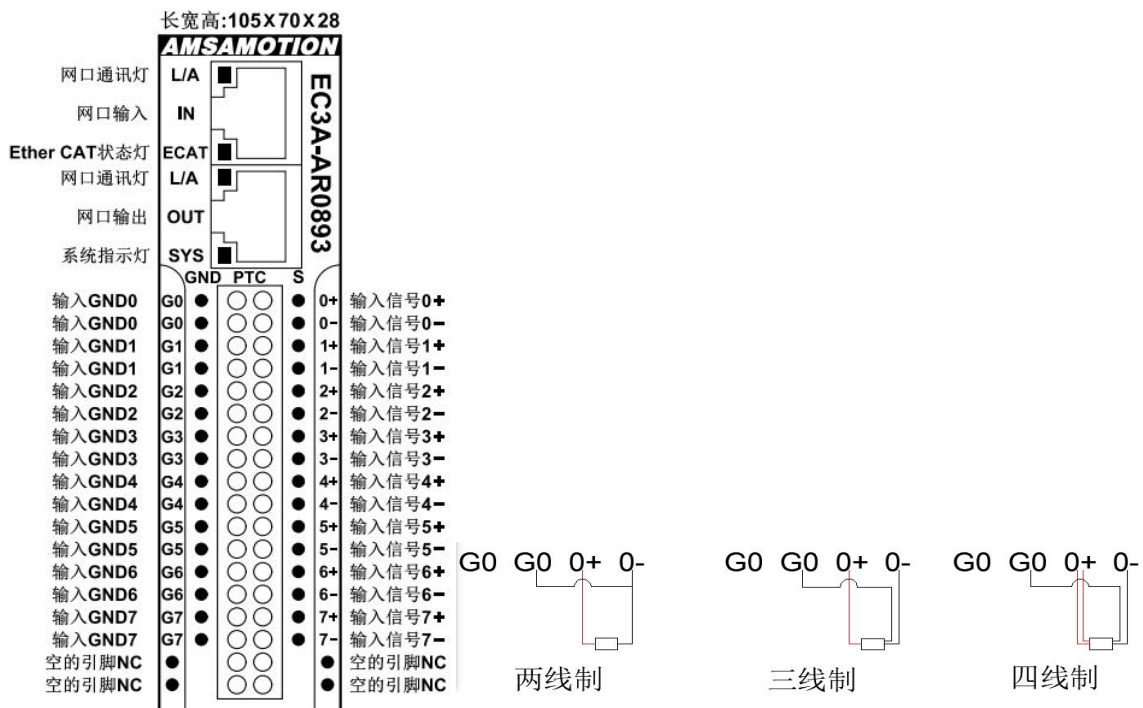 长宽高:105X70X28
AMSAMOTION
EC3A-AR0893
网口通讯灯 L/A
网口输入 IN
Ether CAT状态灯 ECAT
网口通讯灯 L/A
网口输出 OUT
系统指示灯 SYS
GND PTC S
输入GND0 G0 0+ 输入信号0+
输入GND0 G0 0- 输入信号0-
输入GND1 G1 1+ 输入信号1+
输入GND1 G1 1- 输入信号1-
输入GND2 G2 2+ 输入信号2+
输入GND2 G2 2- 输入信号2-
输入GND3 G3 3+ 输入信号3+
输入GND3 G3 3- 输入信号3-
输入GND4 G4 4+ 输入信号4+
输入GND4 G4 4- 输入信号4-
输入GND5 G5 5+ 输入信号5+
输入GND5 G5 5- 输入信号5-
输入GND6 G6 6+ 输入信号6+
输入GND6 G6 6- 输入信号6-
输入GND7 G7 7+ 输入信号7+
输入GND7 G7 7- 输入信号7-
空的引脚NC 空的引脚NC
空的引脚NC 空的引脚NC
G0 G0 0+ 0-
两线制
G0 G0 0+ 0-
三线制
G0 G0 0+ 0-
四线制